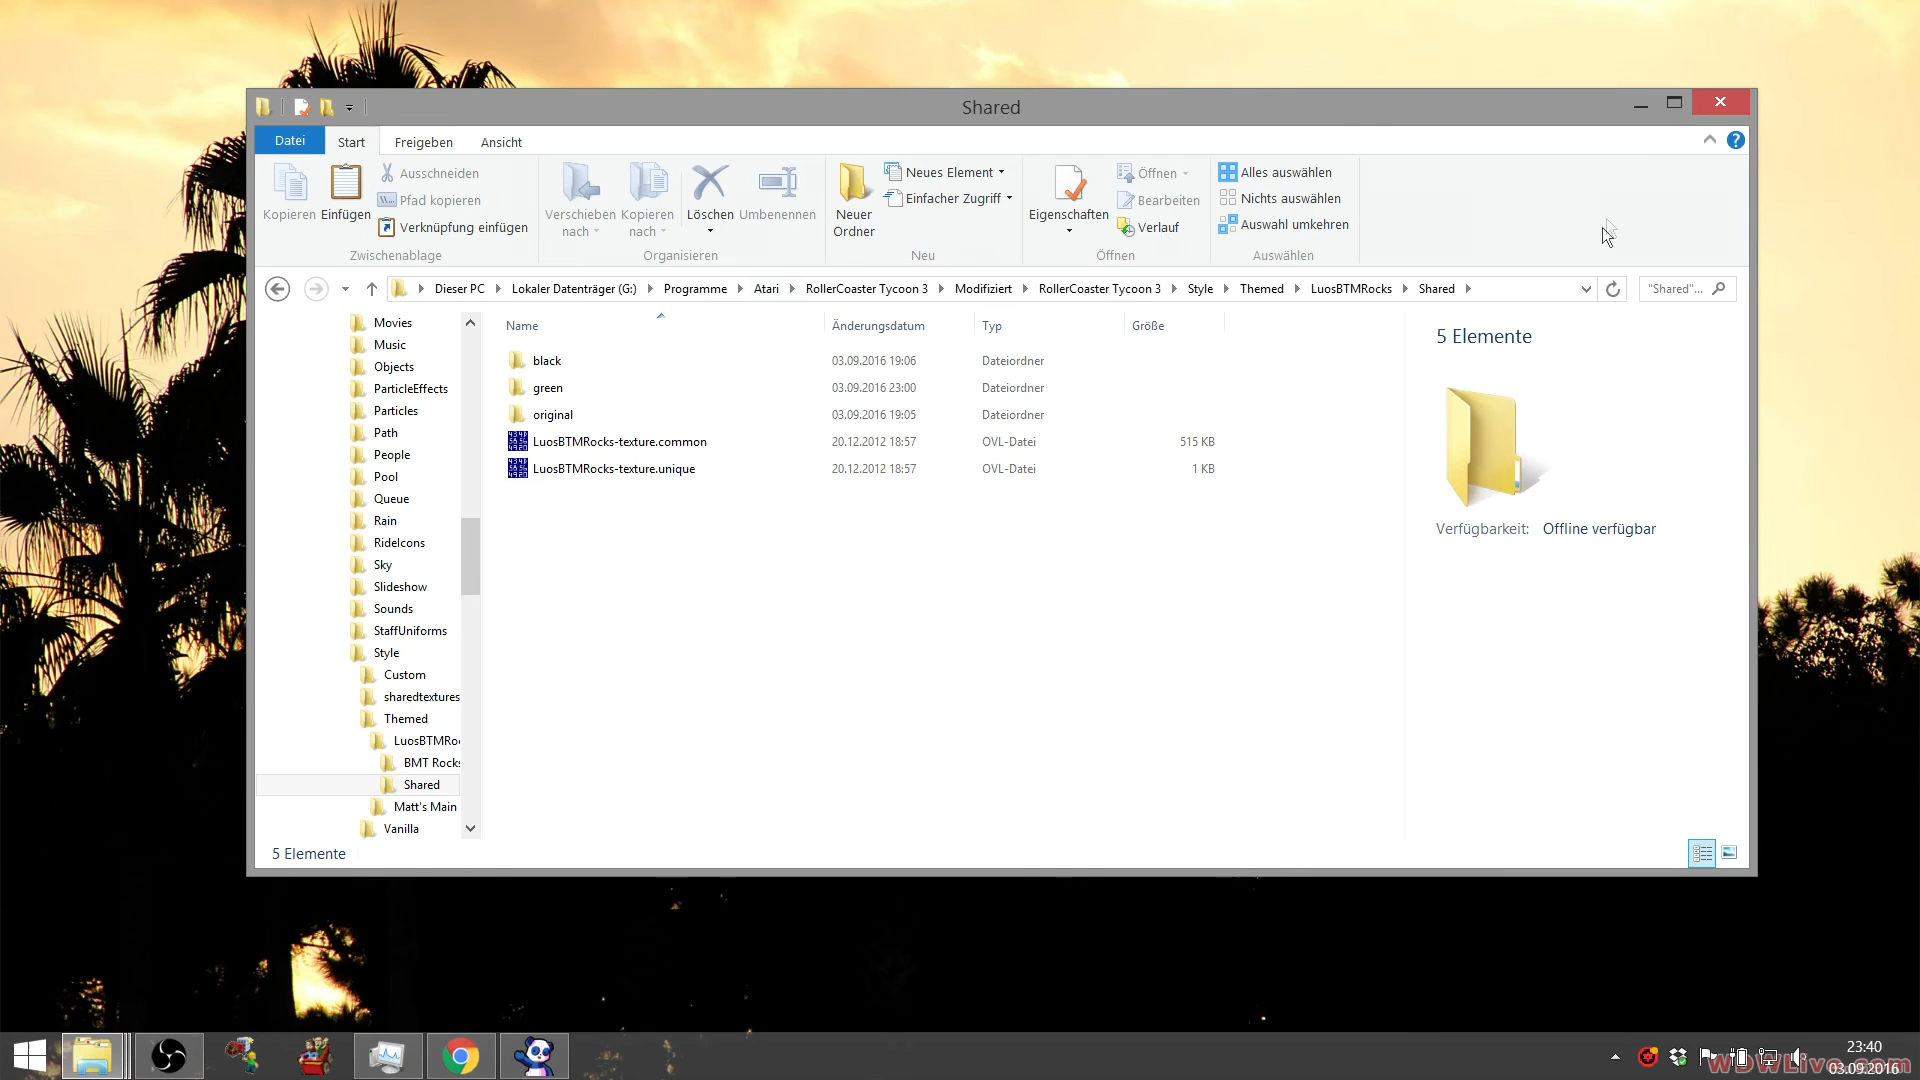 Shared
Datei Start Freigeben Ansicht
Kopieren
Einfügen
Ausschneiden
Pfad kopieren
Verknüpfung einfügen
Zwischenablage
Verschieben nach
Kopieren nach
Löschen
Umbenennen
Organisieren
Neuer Ordner
Neues Element
Einfacher Zugriff
Neu
Eigenschaften
Öffnen
Bearbeiten
Verlauf
Öffnen
Alles auswählen
Nichts auswählen
Auswahl umkehren
Auswählen
Dieser PC Lokaler Datenträger (G:) Programme Atari RollerCoaster Tycoon 3 Modifiziert RollerCoaster Tycoon 3 Style Themed LuosBTMRocks Shared
"Shared"...
Movies
Music
Objects
ParticleEffects
Particles
Path
People
Pool
Queue
Rain
RideIcons
Sky
Slideshow
Sounds
StaffUniforms
Style
Custom
sharedtextures
Themed
LuosBTMRo
BMT Rocks
Shared
Matt's Main
Vanilla
Name Änderungsdatum Typ Größe
black 03.09.2016 19:06 Dateiordner
green 03.09.2016 23:00 Dateiordner
original 03.09.2016 19:05 Dateiordner
LuosBTMRocks-texture.common 20.12.2012 18:57 OVL-Datei 515 KB
LuosBTMRocks-texture.unique 20.12.2012 18:57 OVL-Datei 1 KB
5 Elemente
Verfügbarkeit: Offline verfügbar
5 Elemente
23:40
03.09.2016
WDWLive.com